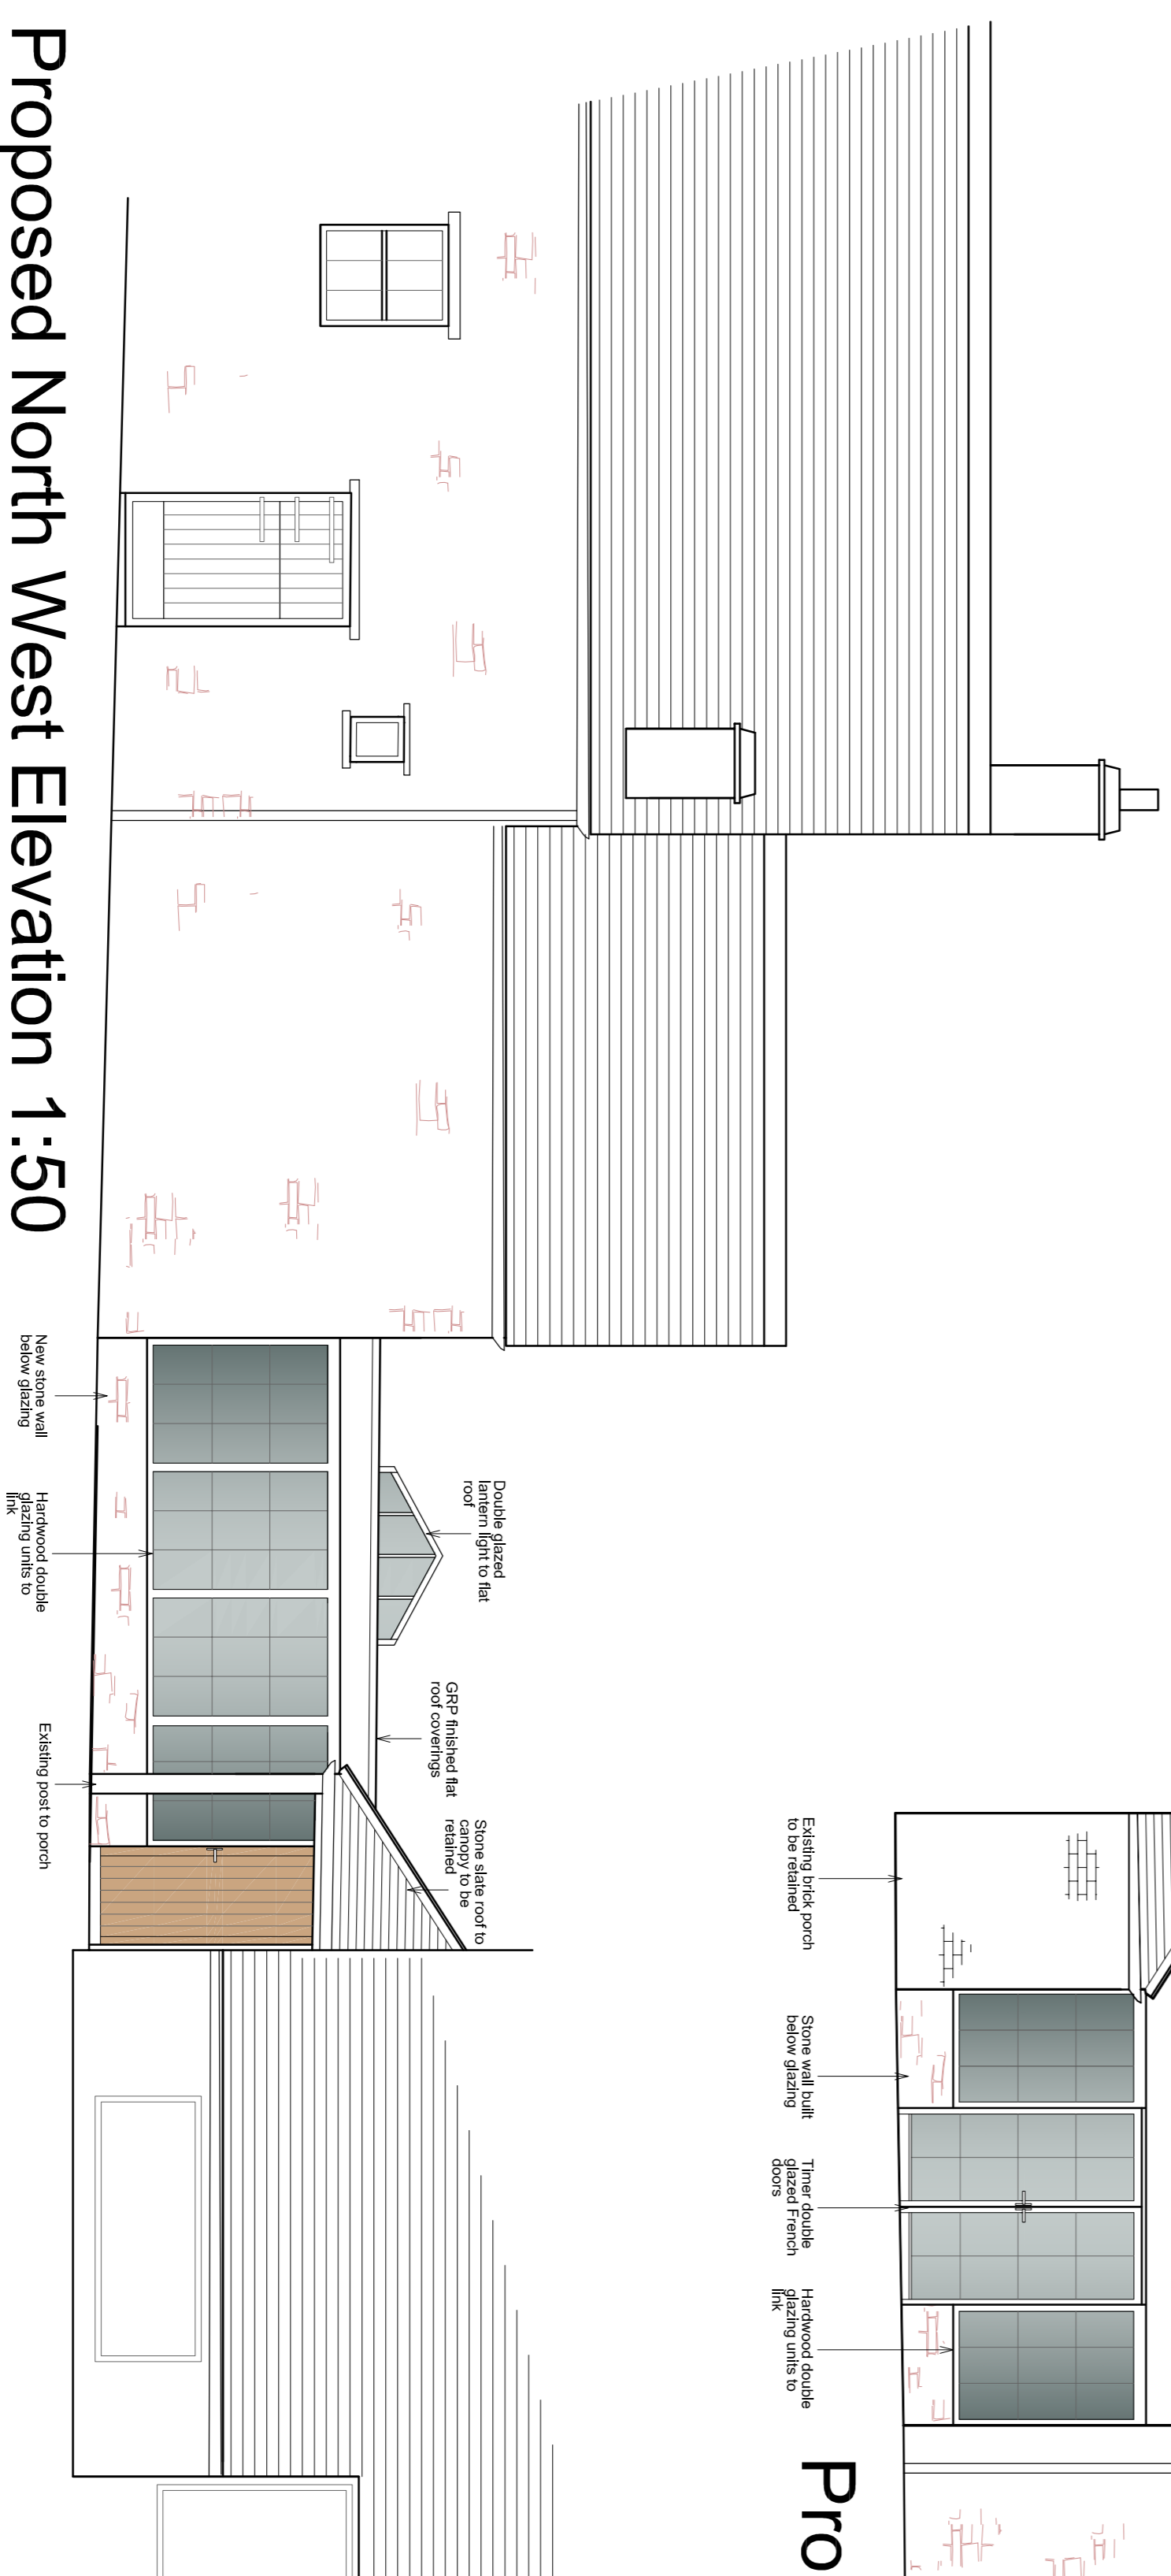 Double glazed
lantern light to flat
roof
GRP finished flat
roof coverings
Stone slate roof to
canopy to be
retained
New stone wall
below glazing
Hardwood double
glazing units to
link
Existing post to porch
Proposed North West Elevation 1:50
Existing brick porch
to be retained
Stone wall built
below glazing
Timer double
glazed French
doors
Hardwood double
glazing units to
link
Pro